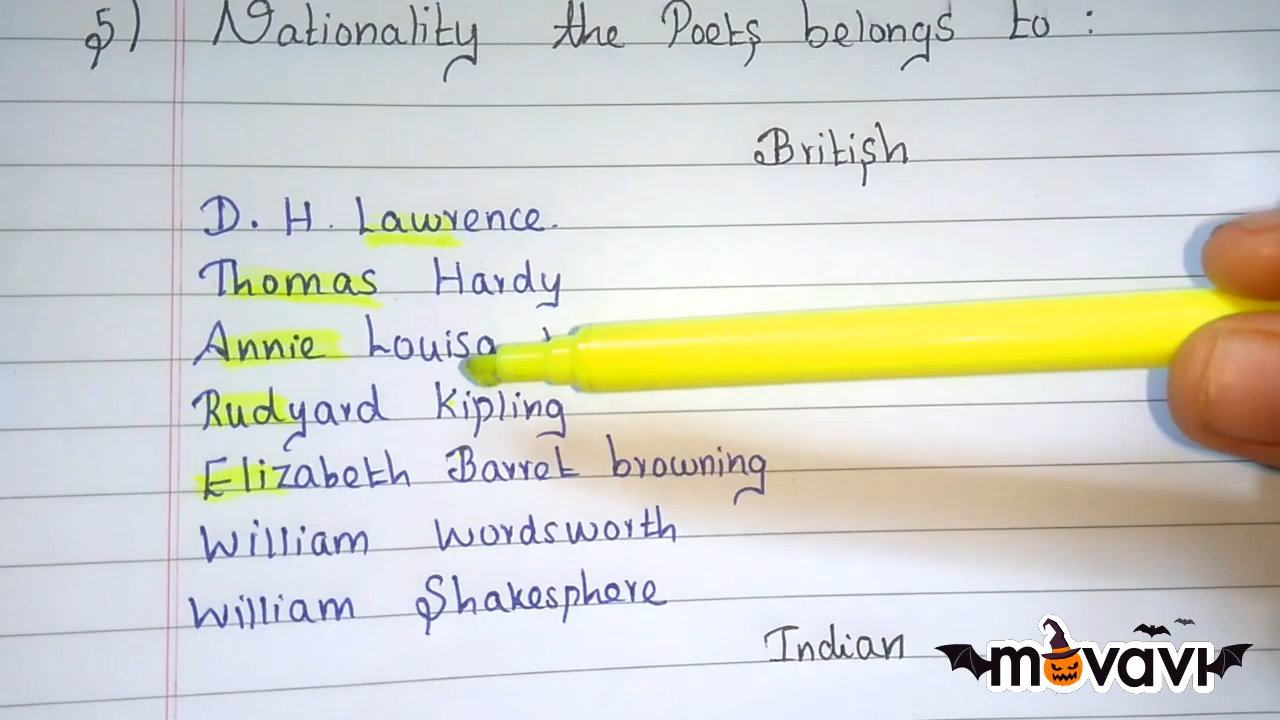 5) Nationality the Poets belongs to :
British
D. H. Lawrence.
Thomas Hardy
Annie Louisa
Rudyard Kipling
Elizabeth Barret browning
William Wordsworth
William Shakesphere
Indian
movavi